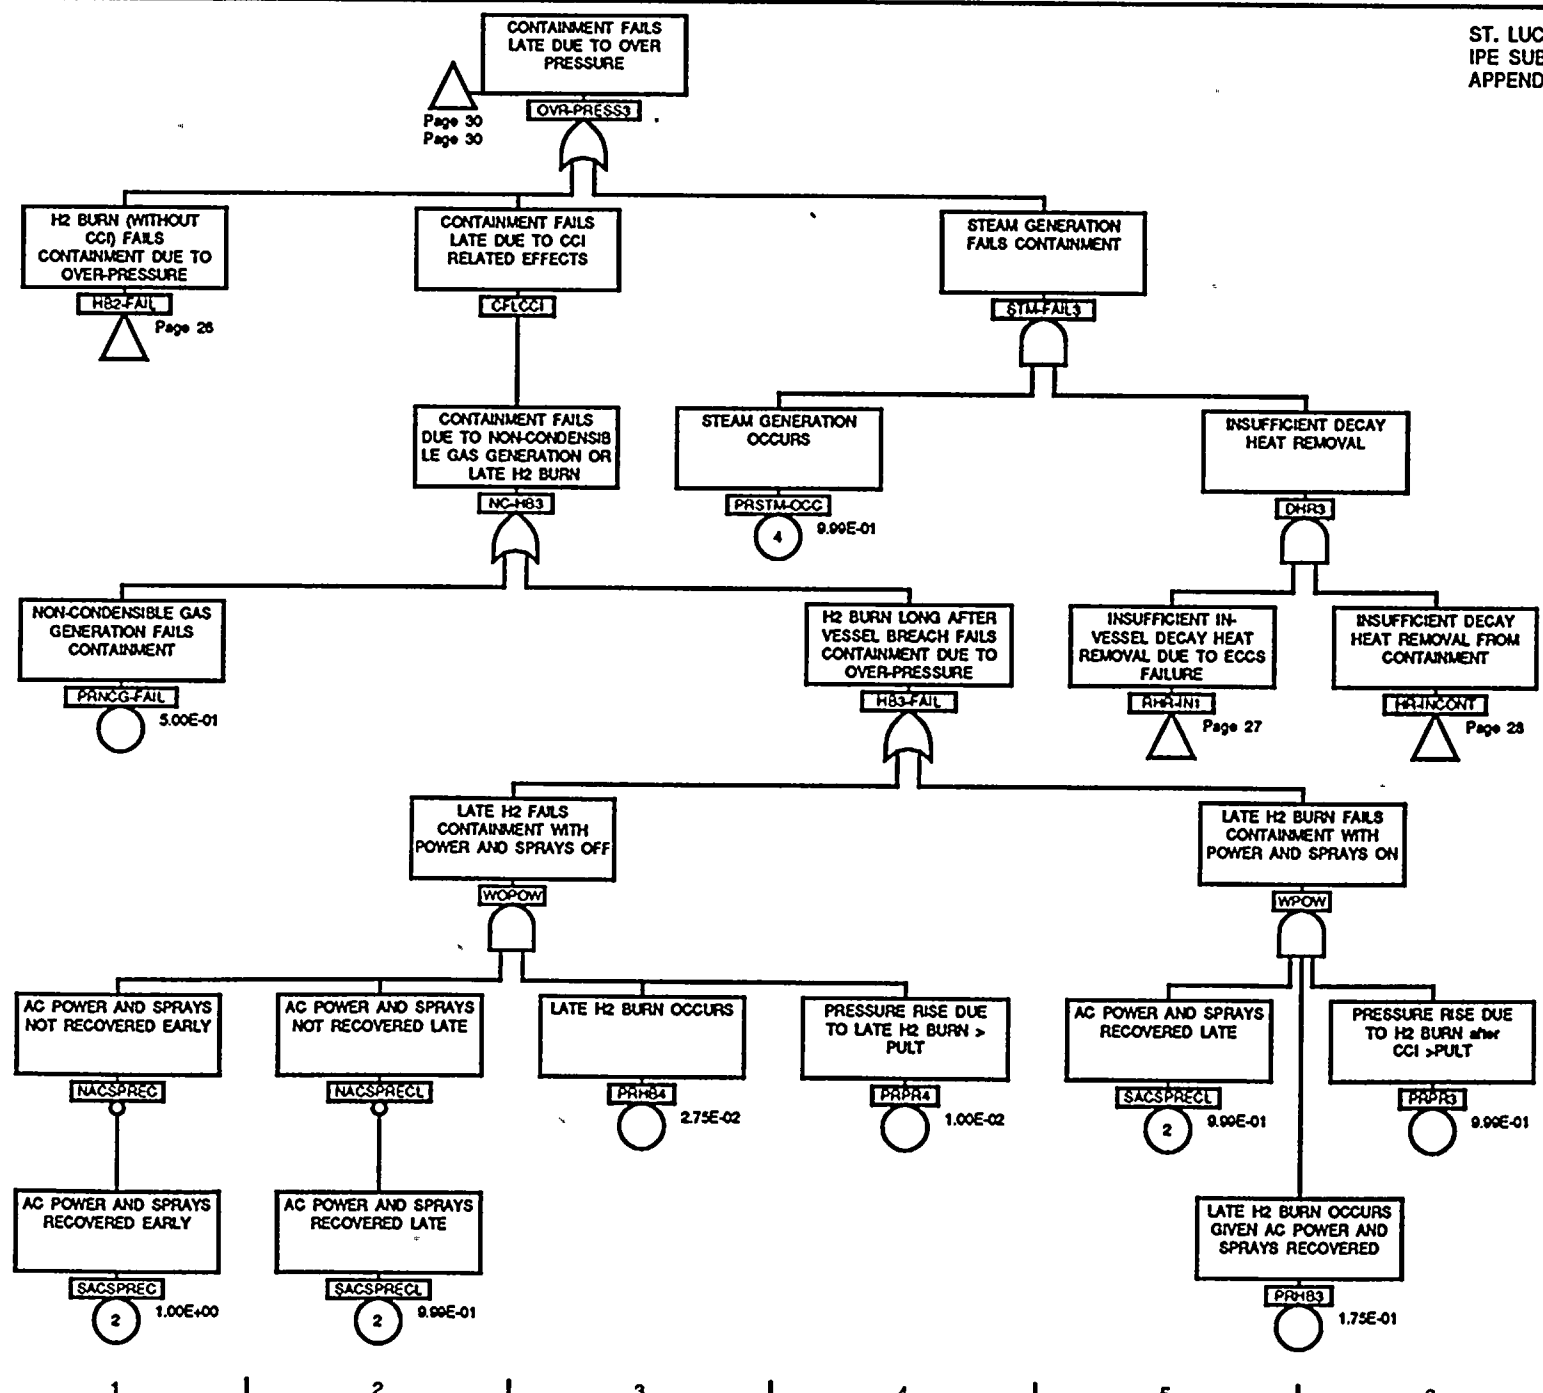 CONTAINMENT FAILS
LATE DUE TO OVER
PRESSURE
OVR-PRESS3
Page 30
Page 30
ST. LUC
IPE SUB
APPEND
H2 BURN (WITHOUT
CCI) FAILS
CONTAINMENT DUE TO
OVER-PRESSURE
HB2-FAIL
Page 26
CONTAINMENT FAILS
LATE DUE TO CCI
RELATED EFFECTS
CFLCCI
STEAM GENERATION
FAILS CONTAINMENT
STM-FAIL3
CONTAINMENT FAILS
DUE TO NON-CONDENSIB
LE GAS GENERATION OR
LATE H2 BURN
NC-HB3
STEAM GENERATION
OCCURS
PRSTM-OCC
4
9.99E-01
INSUFFICIENT DECAY
HEAT REMOVAL
DHR3
NON-CONDENSIBLE GAS
GENERATION FAILS
CONTAINMENT
PRNCG-FAIL
5.00E-01
H2 BURN LONG AFTER
VESSEL BREACH FAILS
CONTAINMENT DUE TO
OVER-PRESSURE
HB3-FAIL
INSUFFICIENT IN-
VESSEL DECAY HEAT
REMOVAL DUE TO ECCS
FAILURE
RHR-IN1
Page 27
INSUFFICIENT DECAY
HEAT REMOVAL FROM
CONTAINMENT
HR-INCONT
Page 28
LATE H2 FAILS
CONTAINMENT WITH
POWER AND SPRAYS OFF
WOPOW
LATE H2 BURN FAILS
CONTAINMENT WITH
POWER AND SPRAYS ON
WPOW
AC POWER AND SPRAYS
NOT RECOVERED EARLY
NACSPREC
AC POWER AND SPRAYS
NOT RECOVERED LATE
NACSPRECL
LATE H2 BURN OCCURS
PRHB4
2.75E-02
PRESSURE RISE DUE
TO LATE H2 BURN >
PULT
PRPR4
1.00E-02
AC POWER AND SPRAYS
RECOVERED LATE
SACSPRECL
2
9.99E-01
PRESSURE RISE DUE
TO H2 BURN after
CCI >PULT
PRPR3
9.99E-01
AC POWER AND SPRAYS
RECOVERED EARLY
SACSPREC
2
1.00E+00
AC POWER AND SPRAYS
RECOVERED LATE
SACSPRECL
2
9.99E-01
LATE H2 BURN OCCURS
GIVEN AC POWER AND
SPRAYS RECOVERED
PRHB3
1.75E-01
1 2 3 4 5 6